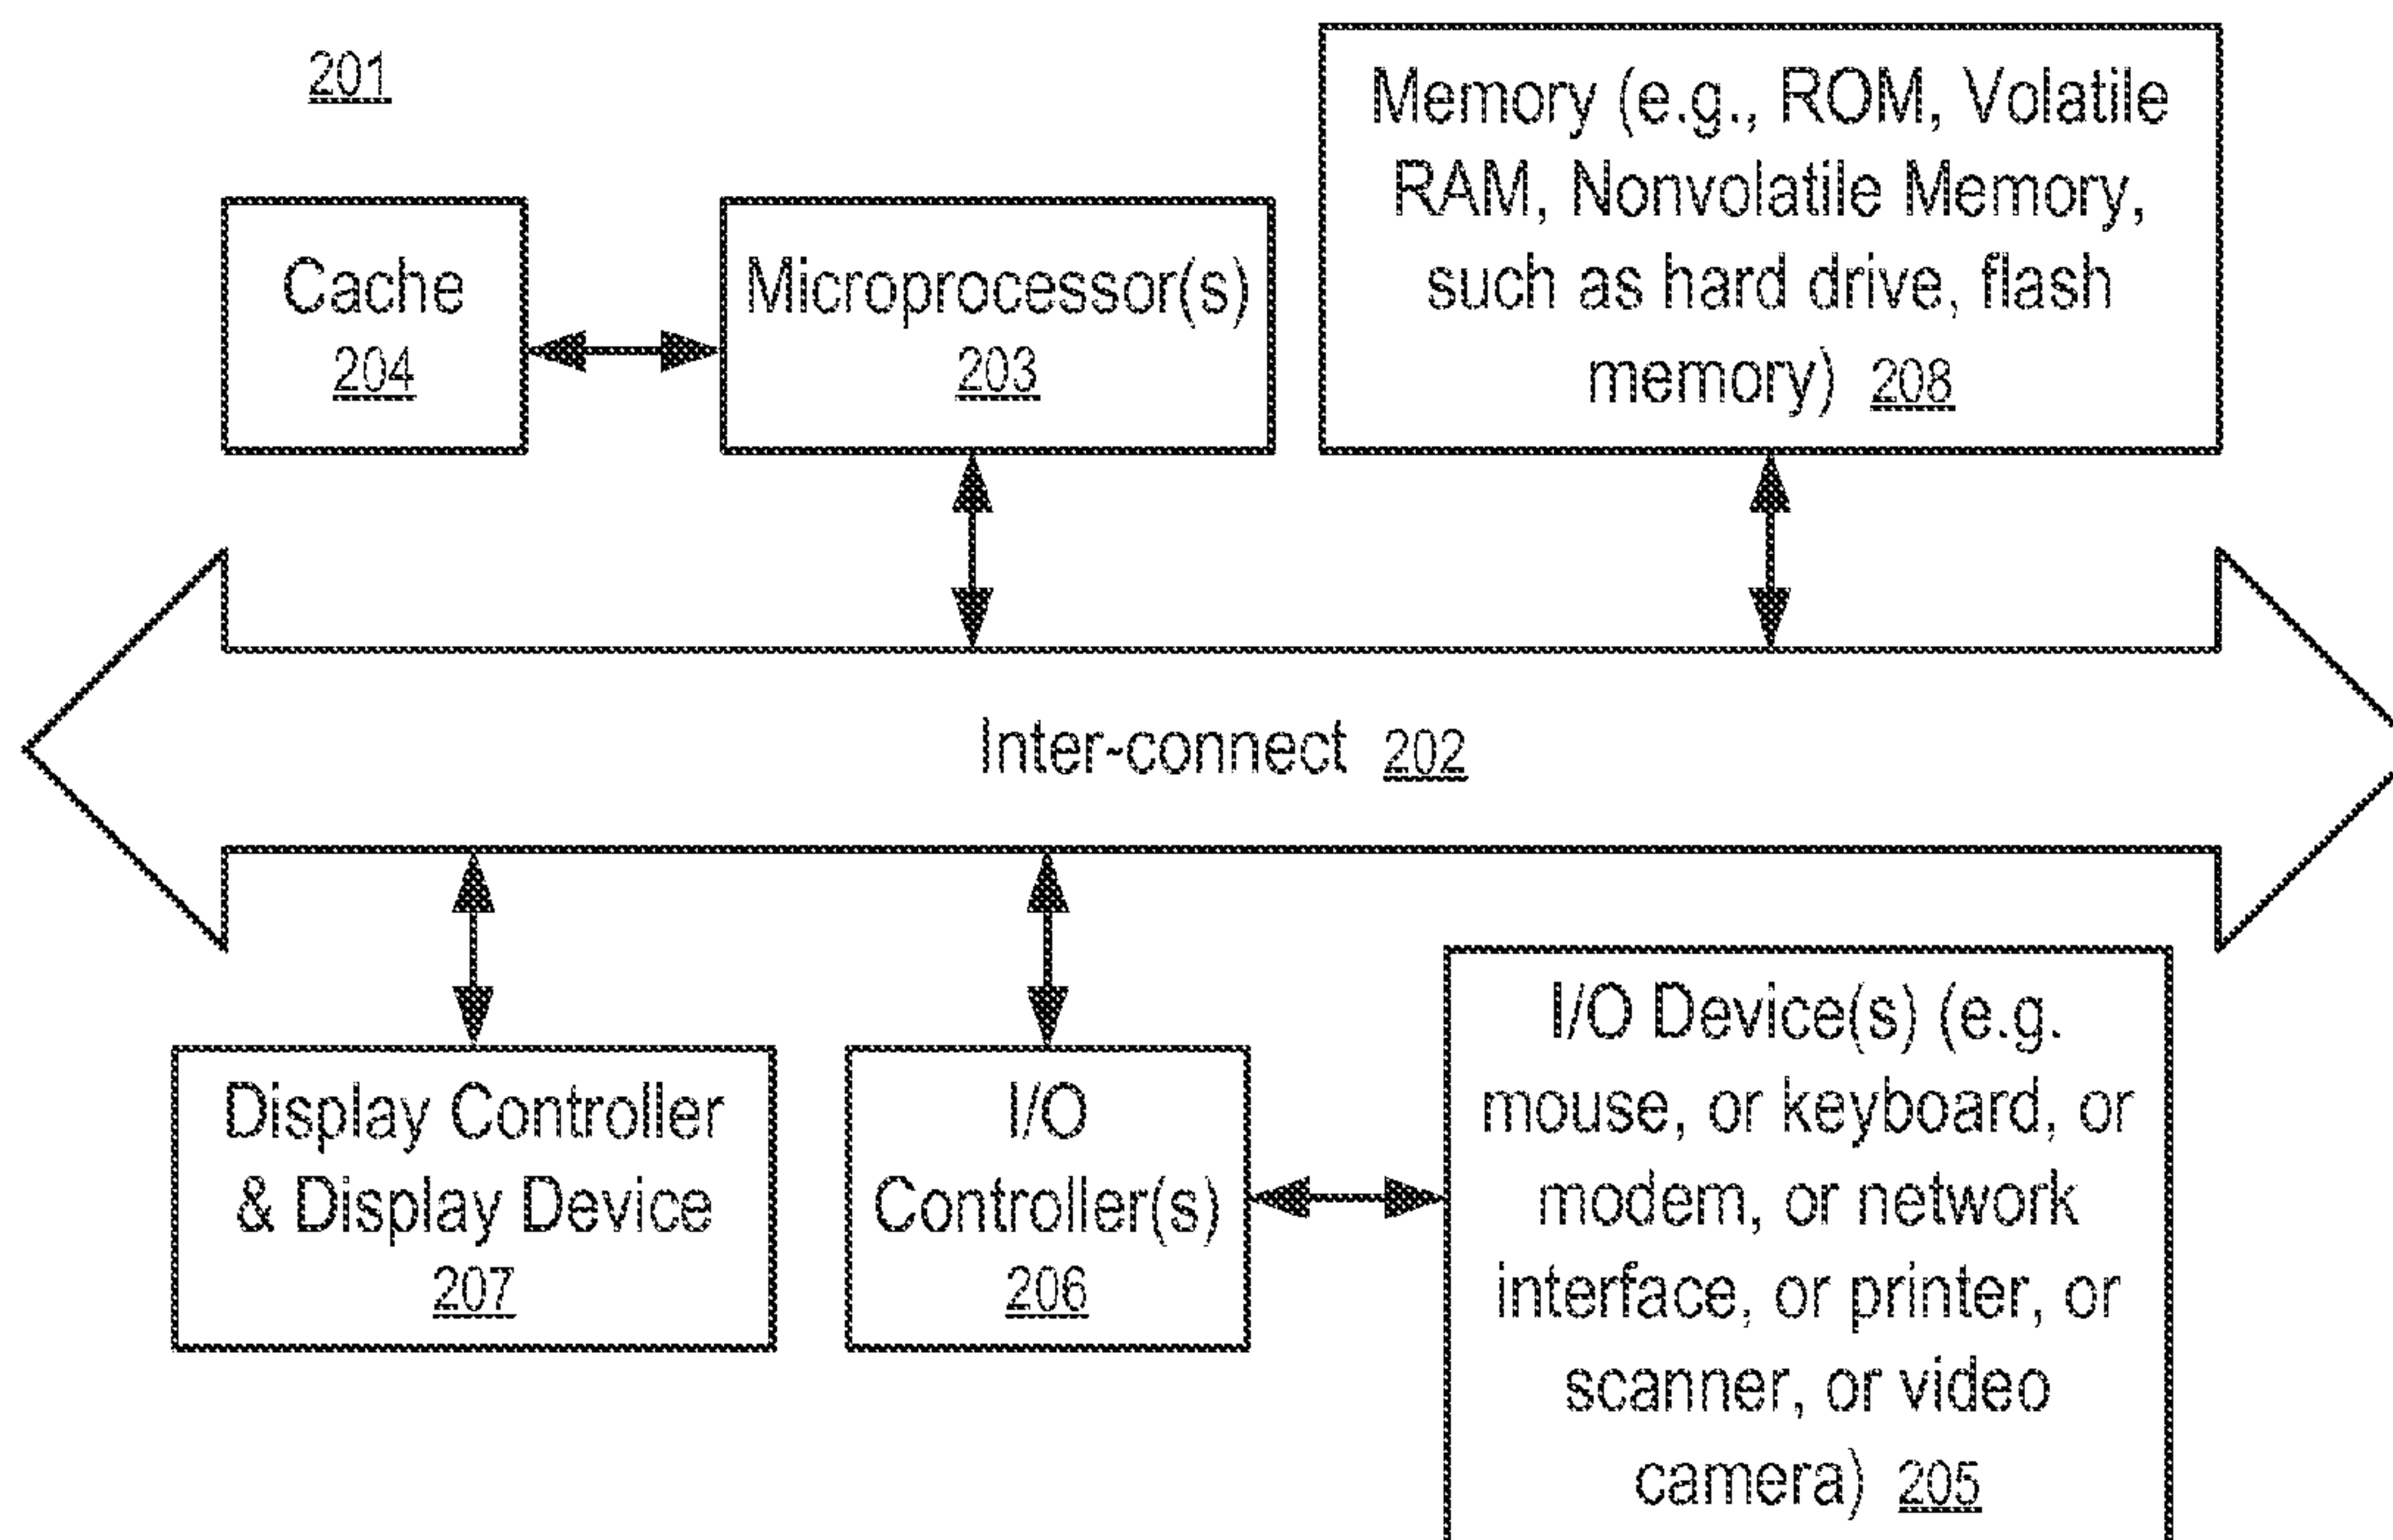 201
Cache
204
Microprocessor(s)
203
Memory (e.g., ROM, Volatile
RAM, Nonvolatile Memory,
such as hard drive, flash
memory) 208
Inter-connect 202
Display Controller
& Display Device
207
I/O
Controller(s)
206
I/O Device(s) (e.g.
mouse, or keyboard, or
modem, or network
interface, or printer, or
scanner, or video
camera) 205